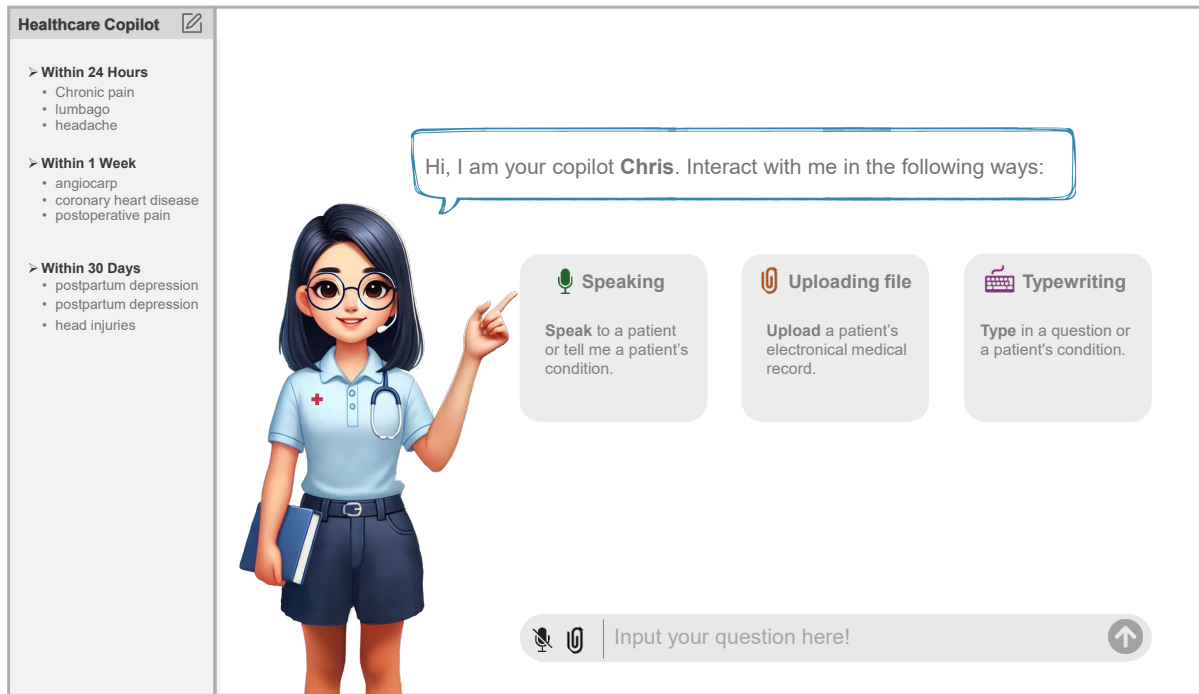 Healthcare Copilot
➢ Within 24 Hours
• Chronic pain
• lumbago
• headache
➢ Within 1 Week
• angiocarp
• coronary heart disease
• postoperative pain
➢ Within 30 Days
• postpartum depression
• postpartum depression
• head injuries
Hi, I am your copilot Chris. Interact with me in the following ways:
Speaking
Speak to a patient
or tell me a patient's
condition.
Uploading file
Upload a patient's
electronical medical
record.
Typewriting
Type in a question or
a patient's condition.
Input your question here!